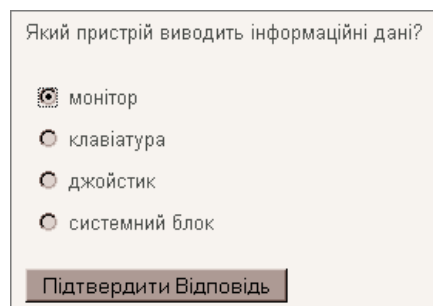 Який пристрій виводить інформаційні дані?
монітор
клавіатура
джойстик
системний блок
Підтвердити Відповідь